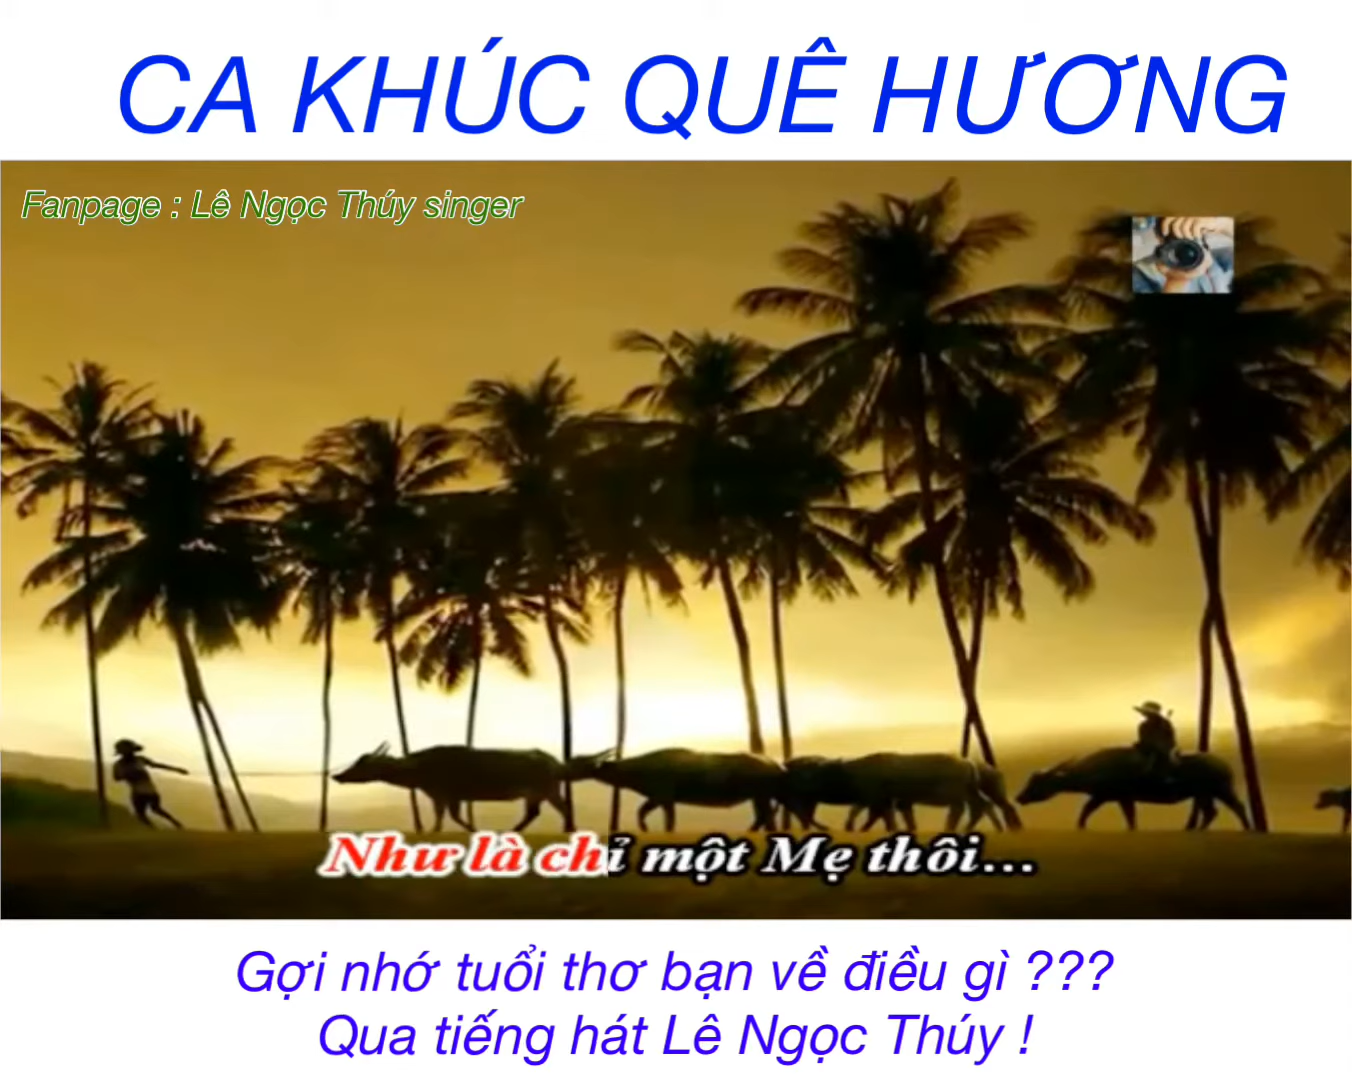 CA KHÚC QUÊ HƯƠNG
Fanpage : Lê Ngọc Thúy singer
Như là chỉ một Mẹ thôi...
Gợi nhớ tuổi thơ bạn về điều gì ???
Qua tiếng hát Lê Ngọc Thúy !